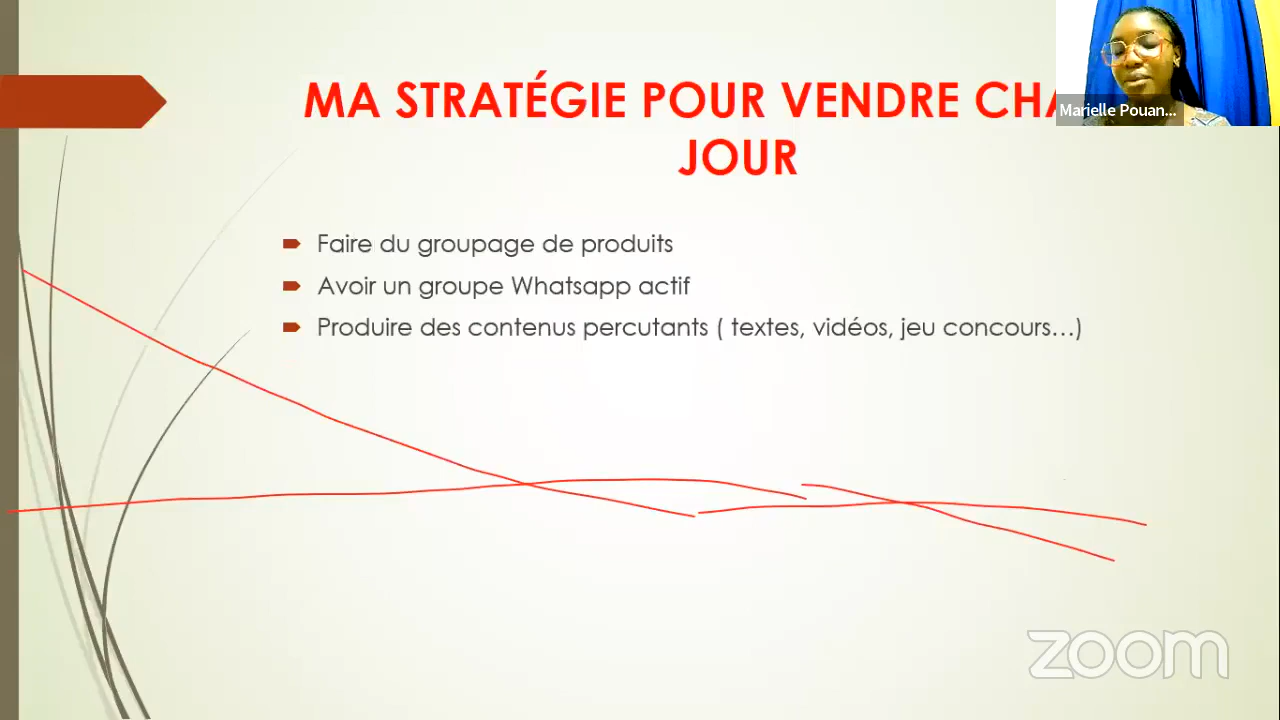 MA STRATÉGIE POUR VENDRE
JOUR
Marielle Pouan...
Faire du groupage de produits
Avoir un groupe Whatsapp actif
Produire des contenus percutants ( textes, vidéos, jeu concours...)
zoom